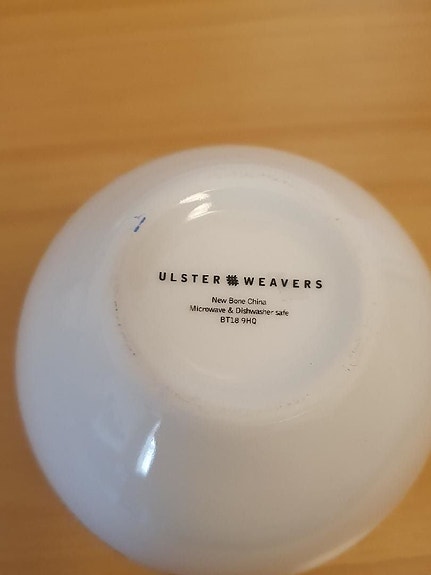 ULSTER WEAVERS
New Bone China
Microwave & Dishwasher safe
BT18 9HQ